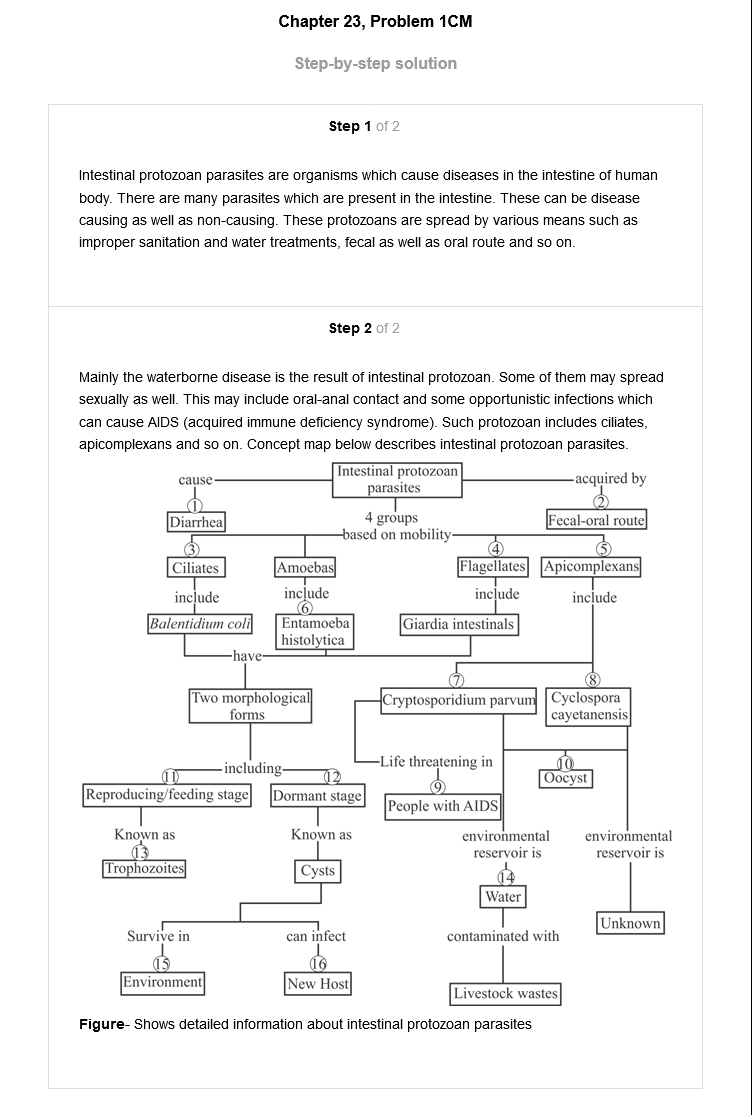 Chapter 23, Problem 1CM
Step-by-step solution
Step 1 of 2
Intestinal protozoan parasites are organisms which cause diseases in the intestine of human
body. There are many parasites which are present in the intestine. These can be disease
causing as well as non-causing. These protozoans are spread by various means such as
improper sanitation and water treatments, fecal as well as oral route and so on.
Step 2 of 2
Mainly the waterborne disease is the result of intestinal protozoan. Some of them may spread
sexually as well. This may include oral-anal contact and some opportunistic infections which
can cause AIDS (acquired immune deficiency syndrome). Such protozoan includes ciliates,
apicomplexans and so on. Concept map below describes intestinal protozoan parasites.
Intestinal protozoan
parasites
cause
acquired by
1
Diarrhea
2
Fecal-oral route
4 groups
based on mobility
3
Ciliates
Amoebas
4
Flagellates
5
Apicomplexans
include
include
include
include
Balentidium coli
6
Entamoeba
histolytica
Giardia intestinals
have
Two morphological
forms
7
Cryptosporidium parvum
8
Cyclospora
cayetanensis
including
Life threatening in
9
People with AIDS
10
Oocyst
11
Reproducing/feeding stage
12
Dormant stage
Known as
Known as
13
Trophozoites
Cysts
environmental
reservoir is
environmental
reservoir is
14
Water
Unknown
Survive in
can infect
contaminated with
15
Environment
16
New Host
Livestock wastes
Figure- Shows detailed information about intestinal protozoan parasites